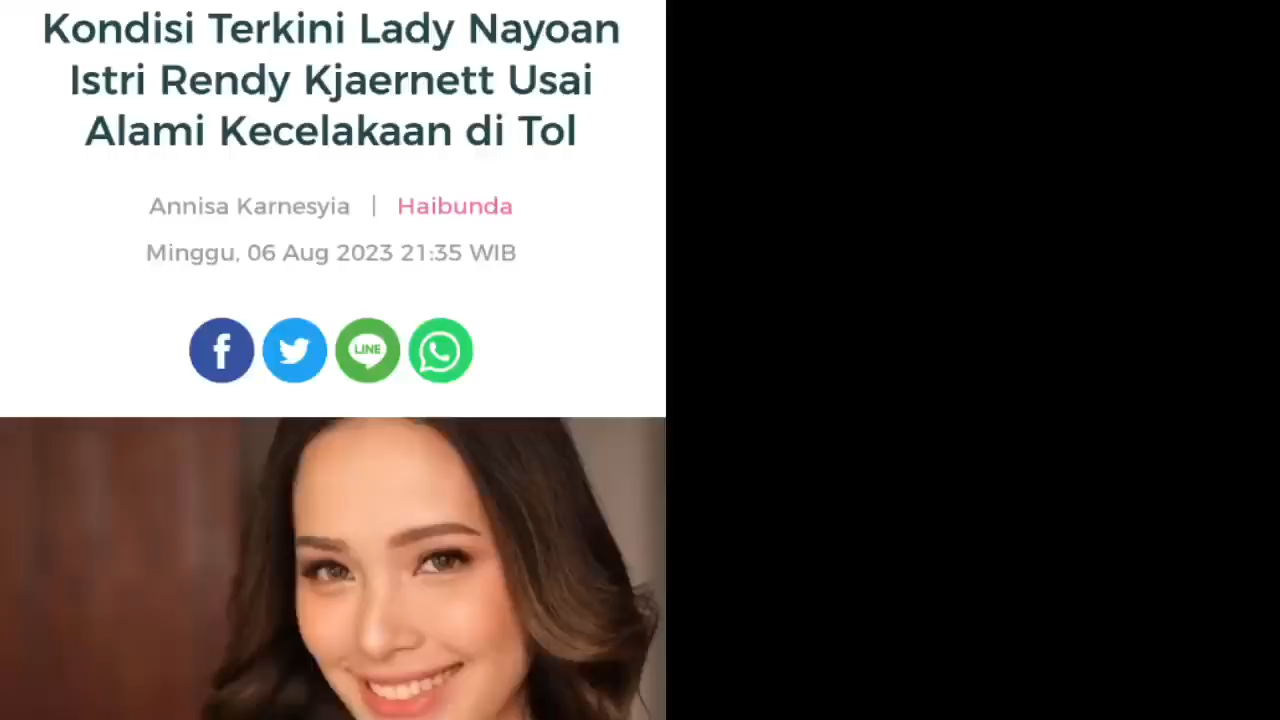 Kondisi Terkini Lady Nayoan
Istri Rendy Kjaernett Usai
Alami Kecelakaan di Tol
Annisa Karnesyia | Haibunda
Minggu, 06 Aug 2023 21:35 WIB
LINE